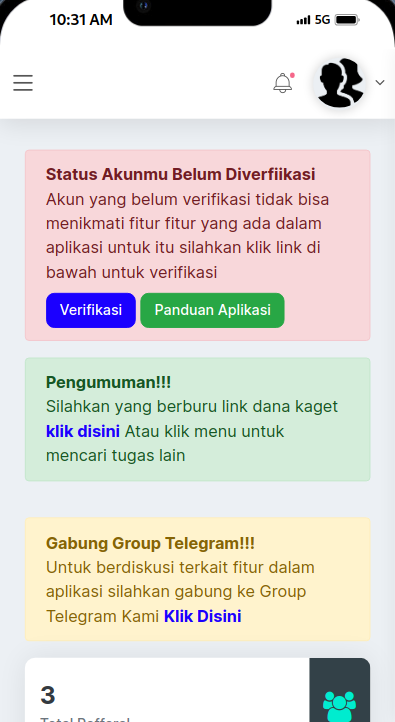 10:31 AM
5G
Status Akunmu Belum Diverfiikasi
Akun yang belum verifikasi tidak bisa
menikmati fitur fitur yang ada dalam
aplikasi untuk itu silahkan klik link di
bawah untuk verifikasi
Verifikasi Panduan Aplikasi
Pengumuman!!!
Silahkan yang berburu link dana kaget
klik disini Atau klik menu untuk
mencari tugas lain
Gabung Group Telegram!!!
Untuk berdiskusi terkait fitur dalam
aplikasi silahkan gabung ke Group
Telegram Kami Klik Disini
3
Total Refferal